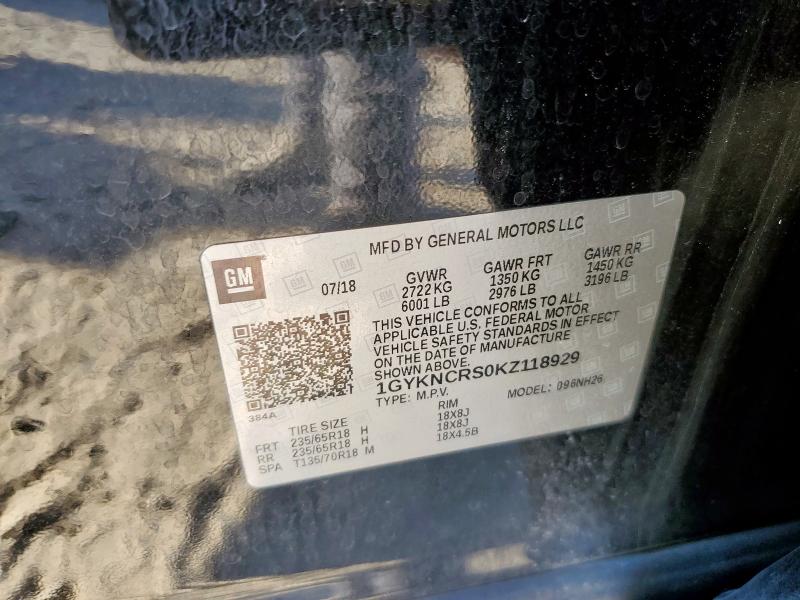 MFD BY GENERAL MOTORS LLC
GM
07/18
GVWR GAWR FRT GAWR RR
2722 KG 1350 KG 1450 KG
6001 LB 2976 LB 3196 LB
THIS VEHICLE CONFORMS TO ALL
APPLICABLE U.S. FEDERAL MOTOR
VEHICLE SAFETY STANDARDS IN EFFECT
ON THE DATE OF MANUFACTURE
SHOWN ABOVE.
1GYKNCRS0KZ118929
TYPE: M.P.V. MODEL: 096NH26
384A
TIRE SIZE RIM
FRT 235/65R18 H 18X8J
RR 235/65R18 H 18X8J
SPA T135/70R18 M 18X4.5B